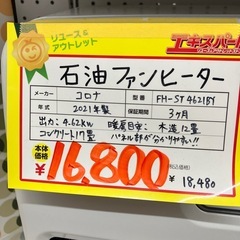 リユース&
アウトレット
エキスパート
石油ファンヒーター
メーカー コロナ 型番 FH-ST4621BY
年式 2021年製 保証期間 3ヶ月
出力:4.62kW 暖房目安:木造12畳
コンクリート17畳 パネル部が分かりやすい!!
本体価格 ¥16,800 (税込価格) ¥18,480